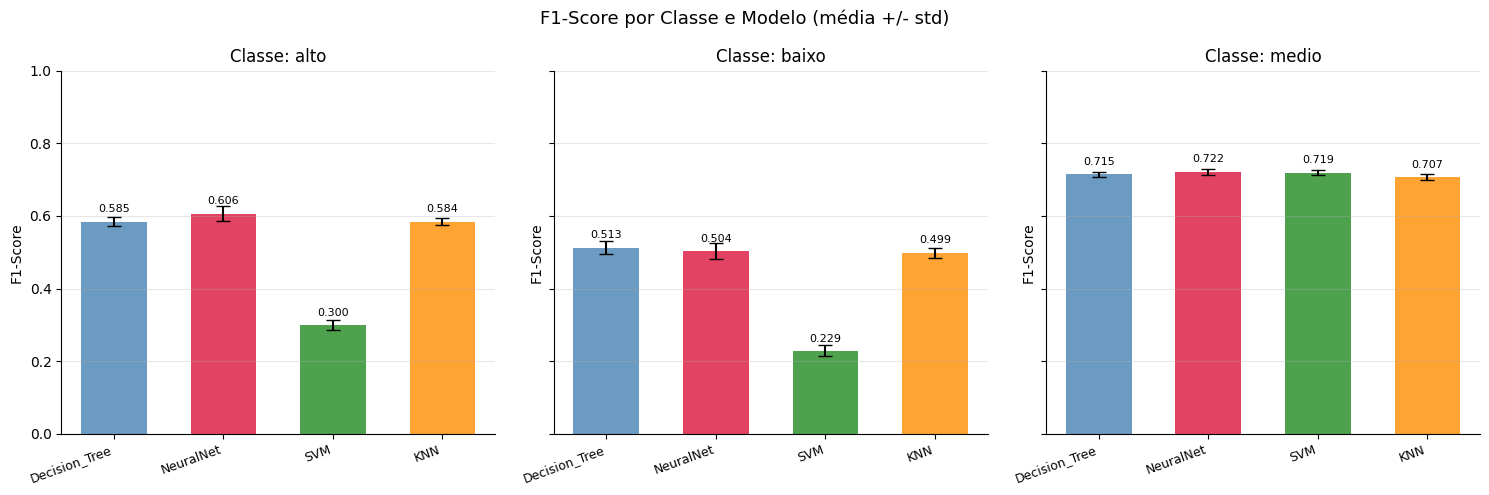 F1-Score por Classe e Modelo (média +/- std)
Classe: alto
F1-Score
1.0
0.8
0.6
0.4
0.2
0.0
0.585
0.606
0.300
0.584
Decision_Tree
NeuralNet
SVM
KNN
Classe: baixo
F1-Score
0.513
0.504
0.229
0.499
Decision_Tree
NeuralNet
SVM
KNN
Classe: medio
F1-Score
0.715
0.722
0.719
0.707
Decision_Tree
NeuralNet
SVM
KNN